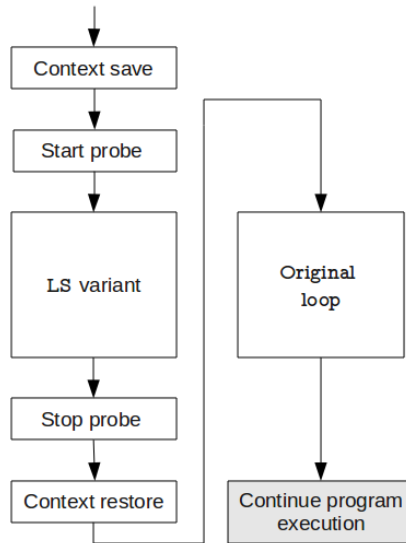 Context save
Start probe
LS variant
Stop probe
Context restore
Original
loop
Continue program
execution